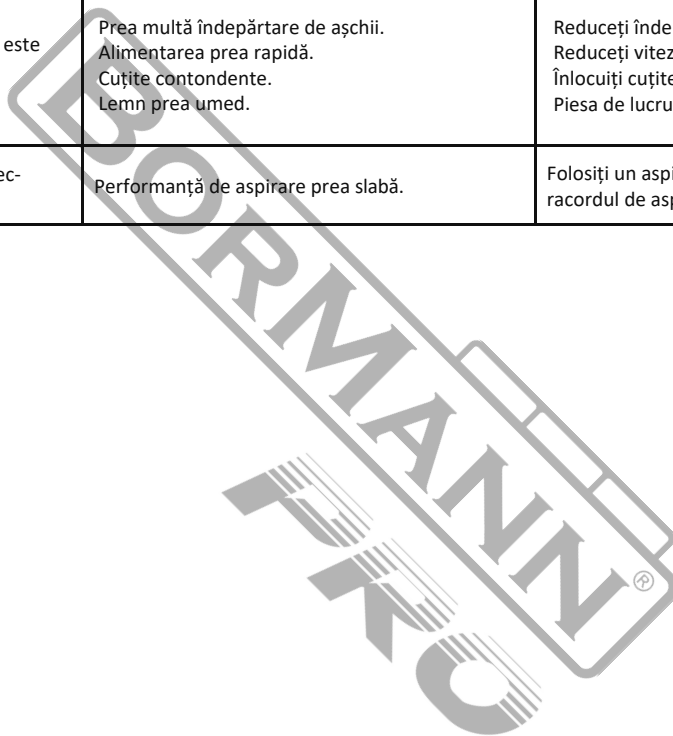 este
Prea multă îndepărtare de așchii.
Alimentarea prea rapidă.
Cuțite contondente.
Lemn prea umed.
Reduceți înde
Reduceți vitez
Înlocuiți cuțite
Piesa de lucru
ec-
Performanță de aspirare prea slabă.
Folosiți un aspi
racordul de asp
BORMANN®
PRO